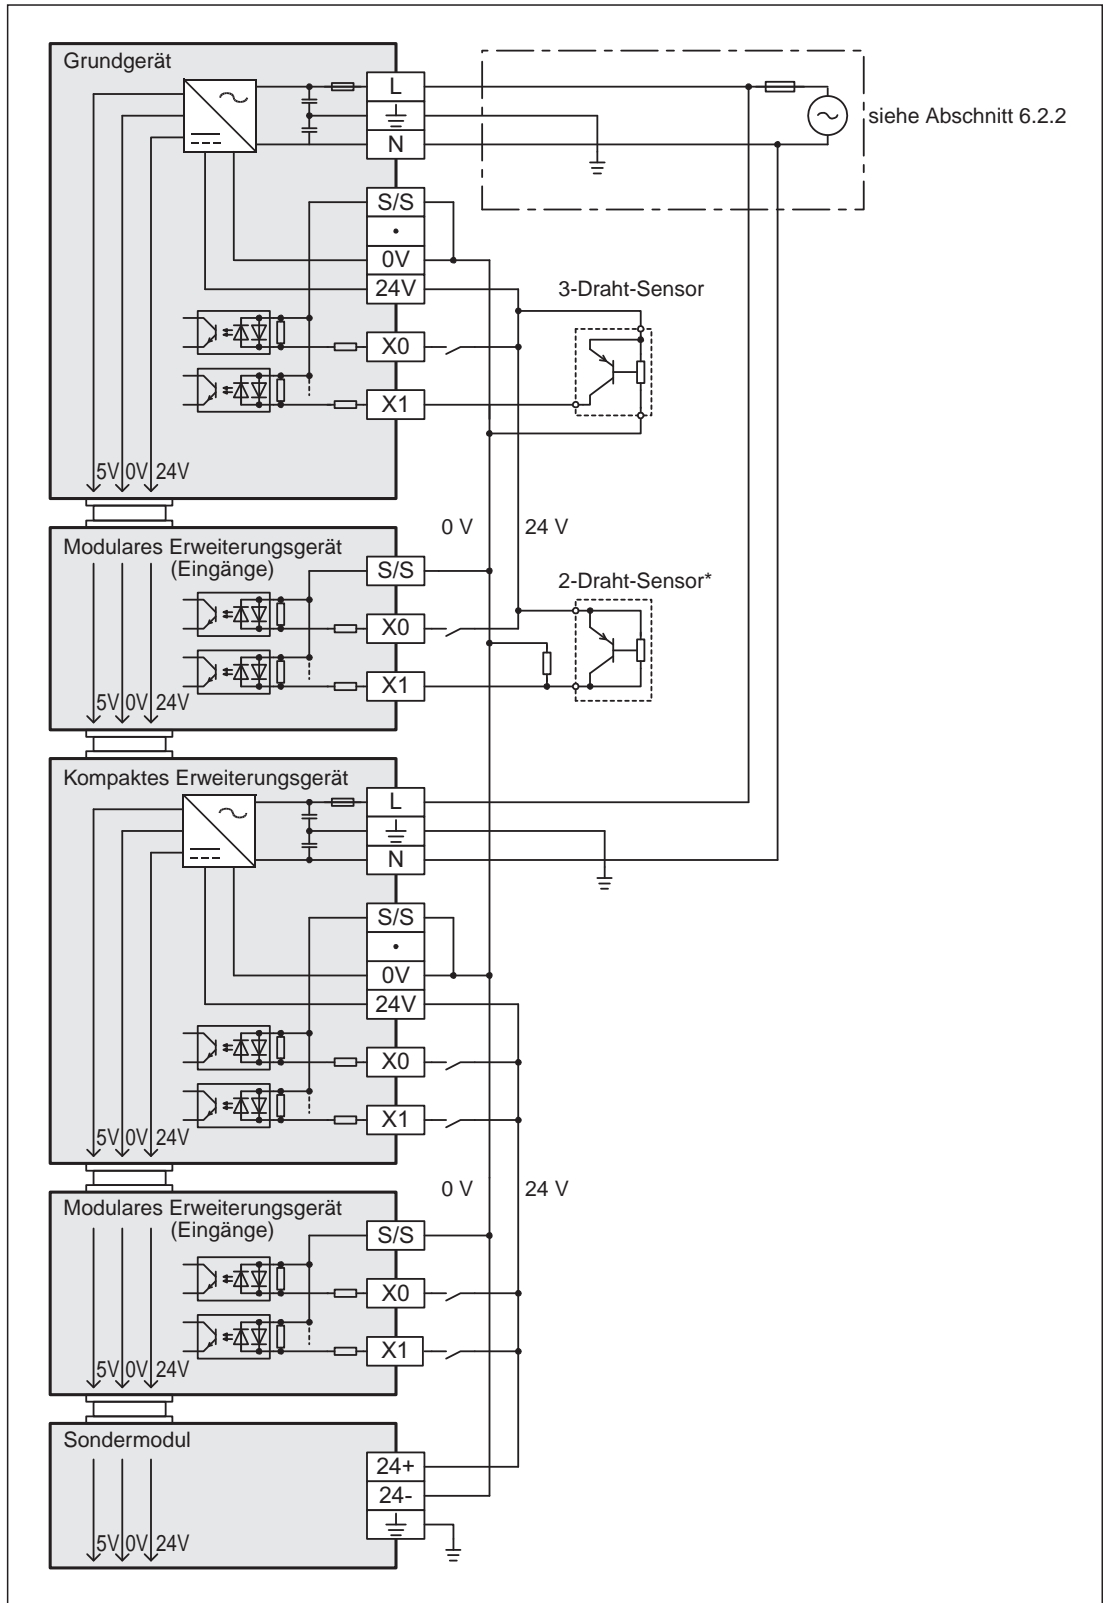 Grundgerät
L
N
siehe Abschnitt 6.2.2
S/S
•
0V
24V
3-Draht-Sensor
X0
X1
5V 0V 24V
0 V 24 V
Modulares Erweiterungsgerät
(Eingänge)
S/S
2-Draht-Sensor*
X0
X1
5V 0V 24V
Kompaktes Erweiterungsgerät
L
N
S/S
•
0V
24V
X0
X1
5V 0V 24V
0 V 24 V
Modulares Erweiterungsgerät
(Eingänge)
S/S
X0
X1
5V 0V 24V
Sondermodul
24+
24-
5V 0V 24V